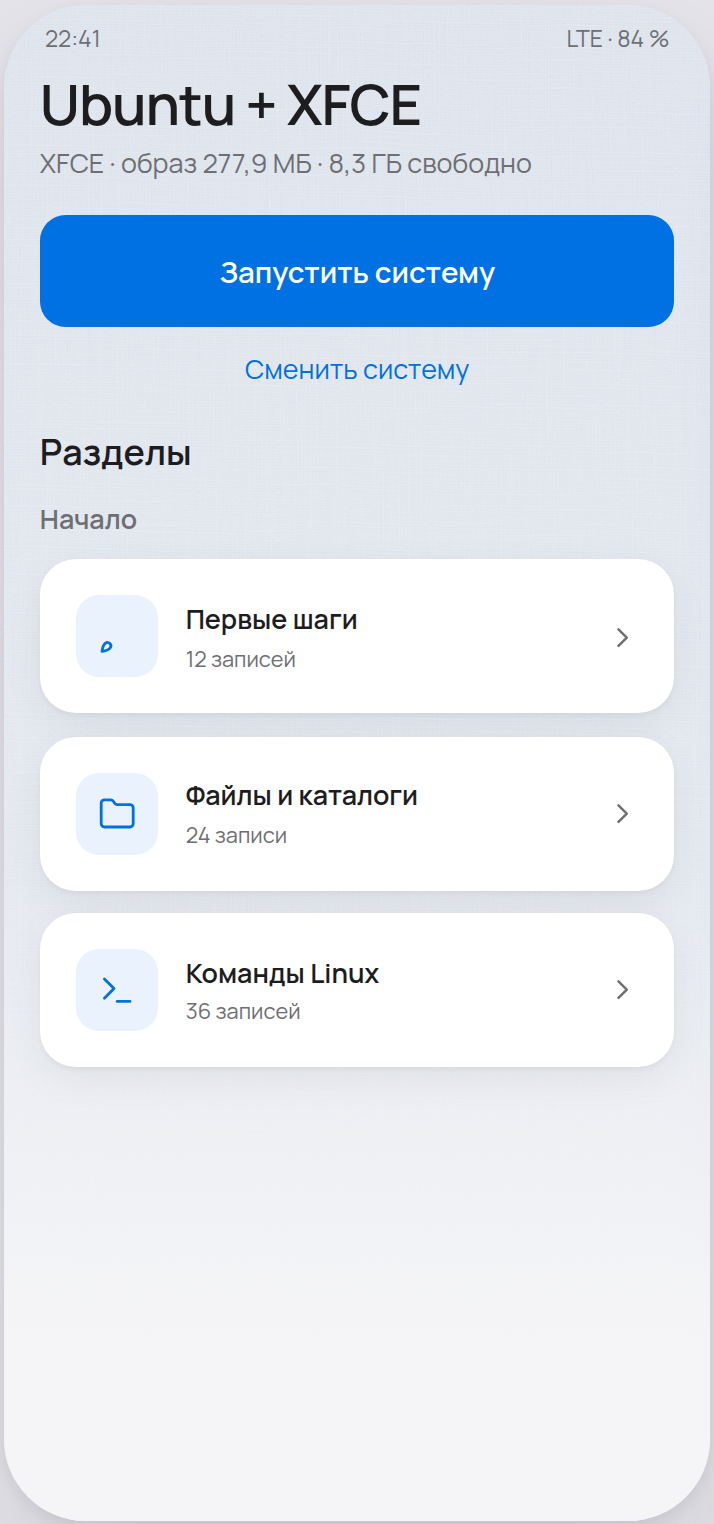 22:41
LTE · 84 %
Ubuntu + XFCE
XFCE · образ 277,9 МБ · 8,3 ГБ свободно
Запустить систему
Сменить систему
Разделы
Начало
Первые шаги
12 записей
Файлы и каталоги
24 записи
Команды Linux
36 записей